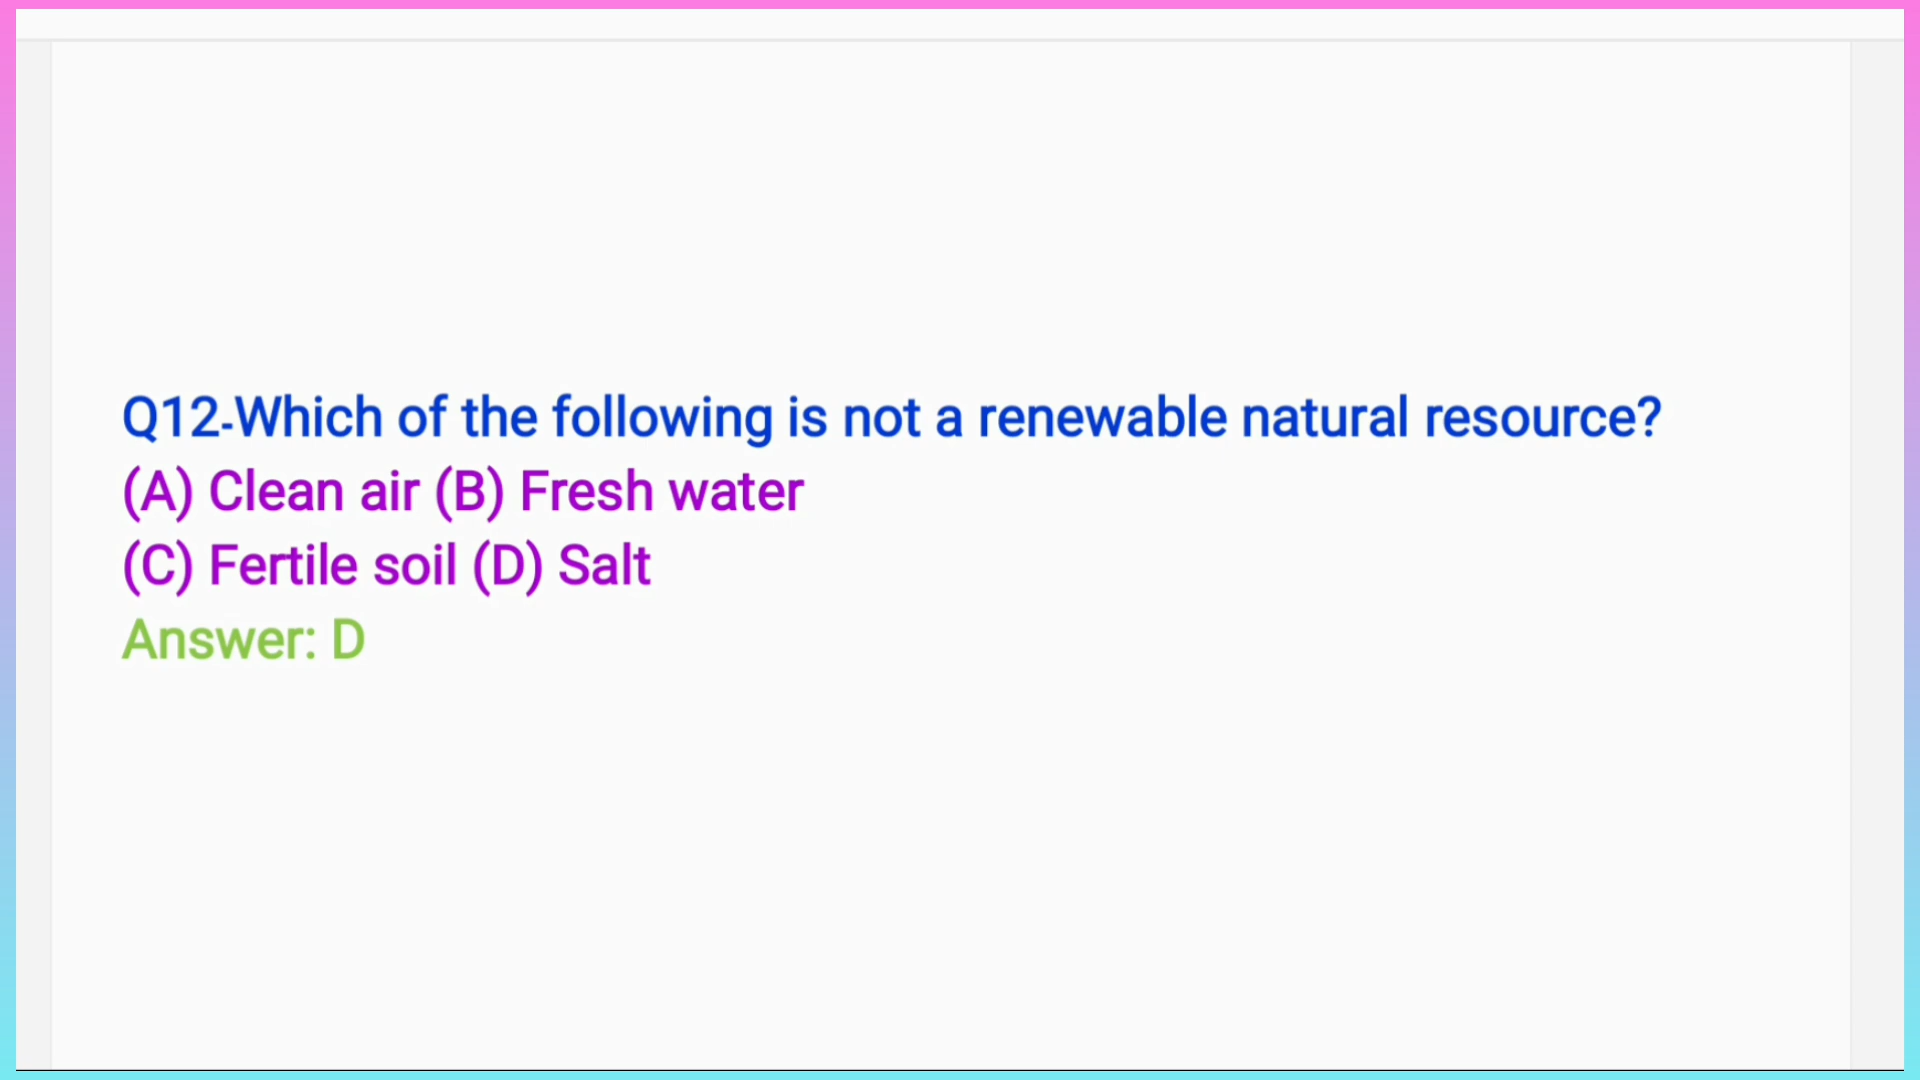 Q12-Which of the following is not a renewable natural resource?
(A) Clean air (B) Fresh water
(C) Fertile soil (D) Salt
Answer: D